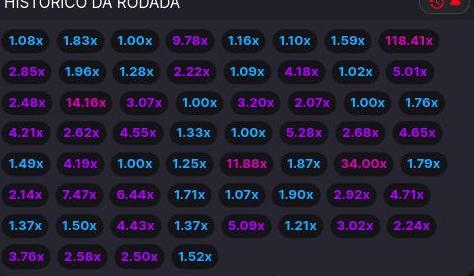 HISTÓRICO DA RODADA
1.08x 1.83x 1.00x 9.78x 1.16x 1.10x 1.59x 118.41x
2.85x 1.96x 1.28x 2.22x 1.09x 4.18x 1.02x 5.01x
2.48x 14.16x 3.07x 1.00x 3.20x 2.07x 1.00x 1.76x
4.21x 2.62x 4.55x 1.33x 1.00x 5.28x 2.68x 4.65x
1.49x 4.19x 1.00x 1.25x 11.88x 1.87x 34.00x 1.79x
2.14x 7.47x 6.44x 1.71x 1.07x 1.90x 2.92x 4.71x
1.37x 1.50x 4.43x 1.37x 5.09x 1.21x 3.02x 2.24x
3.76x 2.58x 2.50x 1.52x